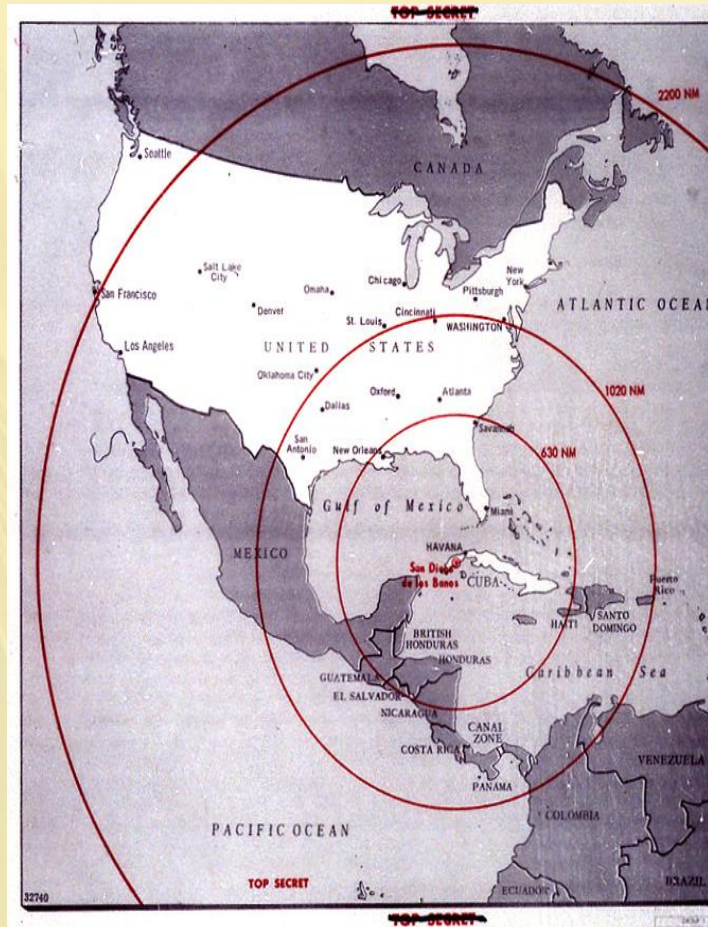 TOP SECRET
2200 NM
Seattle
CANADA
Salt Lake
City
Omaha
Chicago
New
York
Pittsburgh
San Francisco
Denver
Cincinnati
ATLANTIC OCEAN
St. Louis
WASHINGTON
Los Angeles
UNITED STATES
Oklahoma City
Oxford
Atlanta
1020 NM
Dallas
Savannah
San
Antonio
New Orleans
630 NM
Gulf of Mexico
Miami
HAVANA
MEXICO
San Diego
de los Banos
CUBA
Puerto
Rico
HAITI
SANTO
DOMINGO
BRITISH
HONDURAS
HONDURAS
Caribbean Sea
GUATEMALA
EL SALVADOR
NICARAGUA
CANAL
ZONE
COSTA RICA
VENEZUELA
PANAMA
COLOMBIA
PACIFIC OCEAN
TOP SECRET
BRAZIL
ECUADOR
32740
TOP SECRET